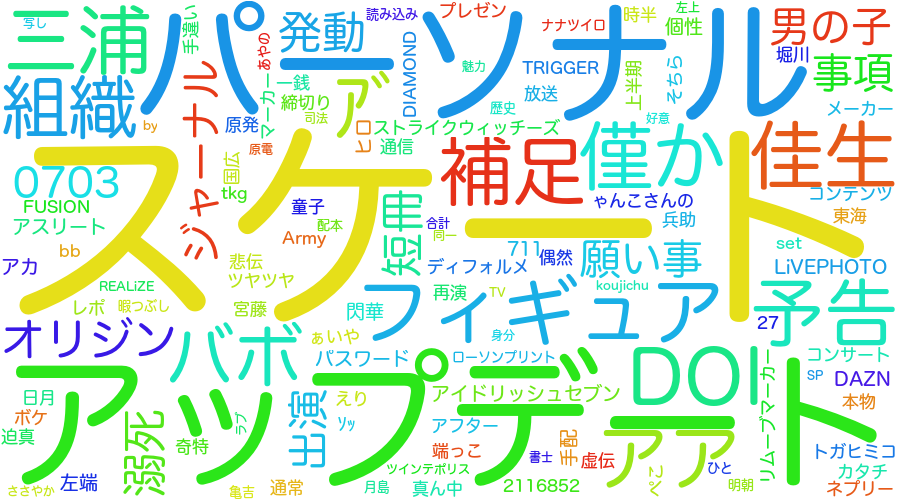 三浦
パーソナル
発動
読み込み
プレゼン
時半
左上
男の子
写し
手違い
あやの
一銭
DIAMOND
ナナツイロ
個性
堀川
組織
ジャーナル
マーカー
締切り
司法
魅力
TRIGGER
上半期
そちら
事項
by
原発
原電
ヒロ
ストライクウィッチーズ
歴史
放送
好意
メーカー
通信
スケート
補足
僅か
佳生
0703
国広
tkg
FUSION
アスリート
童子
配本
短冊
合計
同一
ゃんこさんの
兵助
コンテンツ
東海
bb
Army
711
偶然
願い事
set
アカ
悲伝
ツヤツヤ
ディフォルメ
LiVEPHOTO
REALiZE
レポ
暇つぶし
宮藤
閃華
再演
TV
koujichu
フィギュア
予告
オリジン
バボ
ぁいや
身分
27
パスワード
ローソンプリント
DOI
リムーブマーカー
コンサート
アップデート
SP
DAZN
日月
ボケ
迫真
溺死
奇特
ラブ
出演
えり
ソッ
アイドリッシュセブン
アフター
本物
端っこ
手配
アア
ぺこ
トガヒミコ
左端
ツインテポリス
書士
虚伝
ひと
カタチ
ささやか
亀吉
通常
月島
真ん中
2116852
明朝
ネプリー